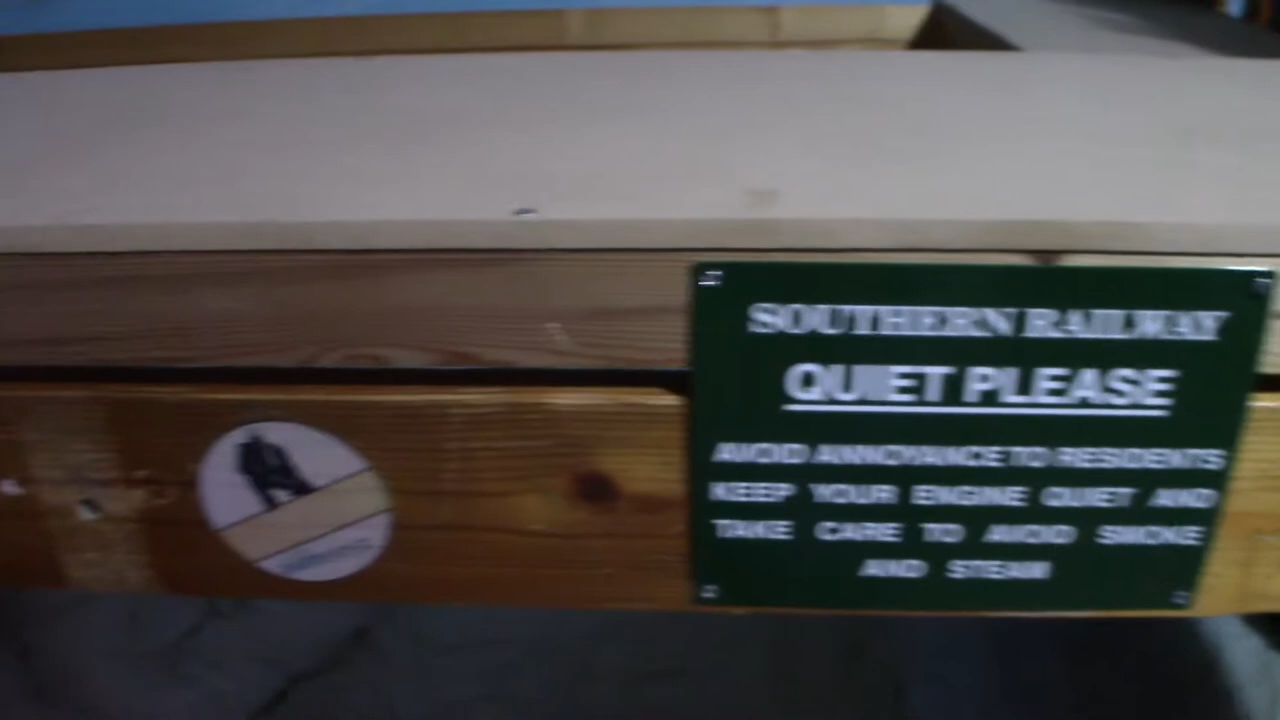 SOUTHERN RAILWAY
QUIET PLEASE
AVOID ANNOYANCE TO RESIDENTS
KEEP YOUR ENGINE QUIET AND
TAKE CARE TO AVOID SMOKE
AND STEAM